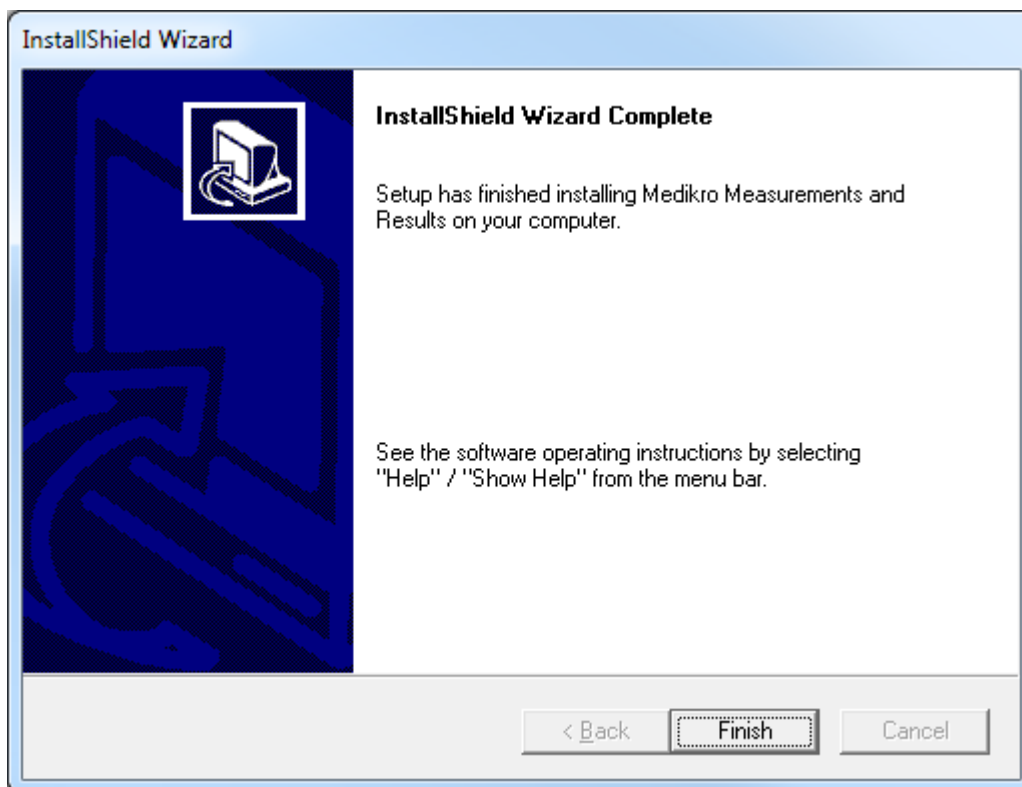 InstallShield Wizard
InstallShield Wizard Complete
Setup has finished installing Medikro Measurements and
Results on your computer.
See the software operating instructions by selecting
"Help" / "Show Help" from the menu bar.
< Back
Finish
Cancel